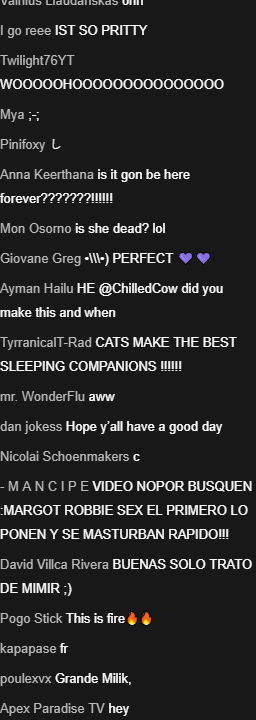 Vainius Liaudanskas ohh
I go reee IST SO PRITTY
Twilight76YT
WOOOOOHOOOOOOOOOOOOOOO
Mya ;-;
Pinifoxy し
Anna Keerthana is it gon be here
forever???????!!!!!!
Mon Osorno is she dead? lol
Giovane Greg •\\\•) PERFECT 💜 💜
Ayman Hailu HE @ChilledCow did you
make this and when
TyrranicalT-Rad CATS MAKE THE BEST
SLEEPING COMPANIONS !!!!!!
mr. WonderFlu aww
dan jokess Hope y'all have a good day
Nicolai Schoenmakers c
- M A N C I P E VIDEO NOPOR BUSQUEN
:MARGOT ROBBIE SEX EL PRIMERO LO
PONEN Y SE MASTURBAN RAPIDO!!!
David Villca Rivera BUENAS SOLO TRATO
DE MIMIR ;)
Pogo Stick This is fire🔥🔥
kapapase fr
poulexvx Grande Milik,
Apex Paradise TV hey